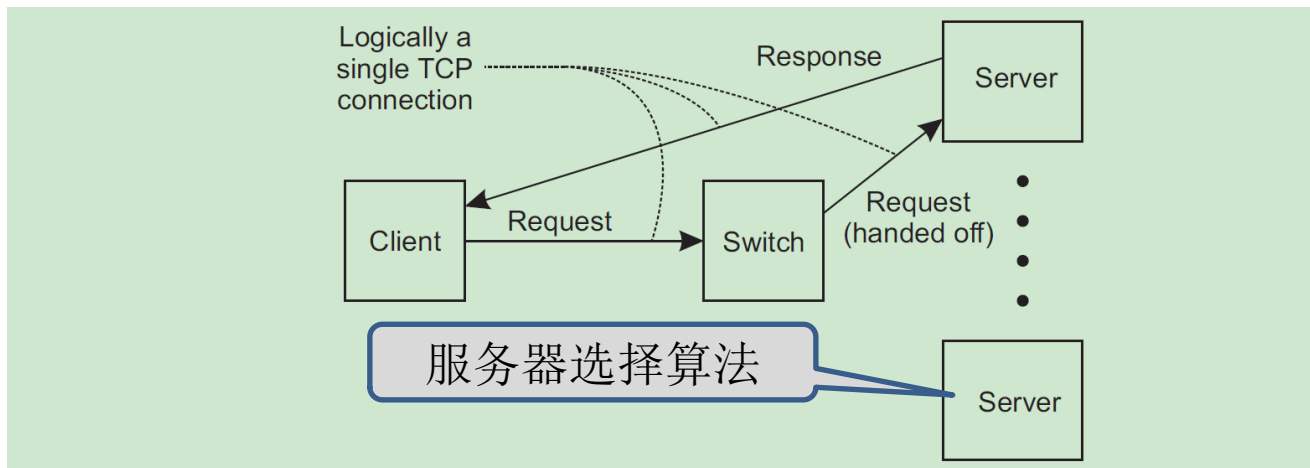 Logically a
single TCP
connection
Response
Server
Client
Request
Switch
Request
(handed off)
服务器选择算法
Server